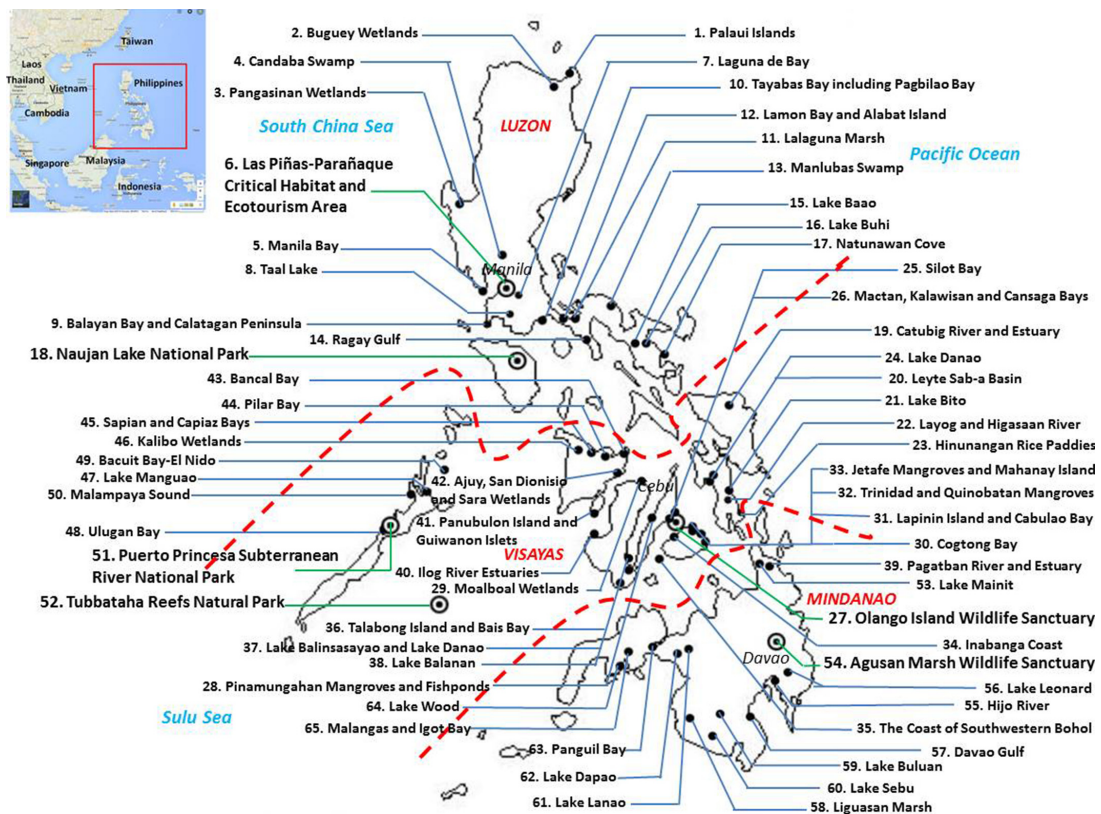 Taiwan
Laos
Thailand
Vietnam
Philippines
Cambodia
Malaysia
Singapore
Indonesia
2. Buguey Wetlands
1. Palaui Islands
4. Candaba Swamp
7. Laguna de Bay
3. Pangasinan Wetlands
10. Tayabas Bay including Pagbilao Bay
South China Sea
LUZON
12. Lamon Bay and Alabat Island
11. Lalaguna Marsh
Pacific Ocean
6. Las Piñas-Parañaque
Critical Habitat and
Ecotourism Area
13. Manlubas Swamp
15. Lake Baao
16. Lake Buhi
5. Manila Bay
17. Natunawan Cove
8. Taal Lake
Manila
25. Silot Bay
26. Mactan, Kalawisan and Cansaga Bays
9. Balayan Bay and Calatagan Peninsula
19. Catubig River and Estuary
14. Ragay Gulf
18. Naujan Lake National Park
24. Lake Danao
43. Bancal Bay
20. Leyte Sab-a Basin
44. Pilar Bay
21. Lake Bito
45. Sapian and Capiaz Bays
22. Layog and Higasaan River
46. Kalibo Wetlands
23. Hinunangan Rice Paddies
49. Bacuit Bay-El Nido
33. Jetafe Mangroves and Mahanay Island
47. Lake Manguao
42. Ajuy, San Dionisio
and Sara Wetlands
Cebu
50. Malampaya Sound
32. Trinidad and Quinobatan Mangroves
41. Panubulon Island and
Guiwanon Islets
31. Lapinin Island and Cabulao Bay
48. Ulugan Bay
30. Cogtong Bay
51. Puerto Princesa Subterranean
River National Park
VISAYAS
39. Pagatban River and Estuary
40. Ilog River Estuaries
53. Lake Mainit
29. Moalboal Wetlands
MINDANAO
52. Tubbataha Reefs Natural Park
27. Olango Island Wildlife Sanctuary
36. Talabong Island and Bais Bay
34. Inabanga Coast
37. Lake Balinsasayao and Lake Danao
Davao
38. Lake Balanan
54. Agusan Marsh Wildlife Sanctuary
28. Pinamungahan Mangroves and Fishponds
56. Lake Leonard
64. Lake Wood
55. Hijo River
Sulu Sea
65. Malangas and Igot Bay
35. The Coast of Southwestern Bohol
63. Panguil Bay
57. Davao Gulf
59. Lake Buluan
62. Lake Dapao
60. Lake Sebu
61. Lake Lanao
58. Liguasan Marsh